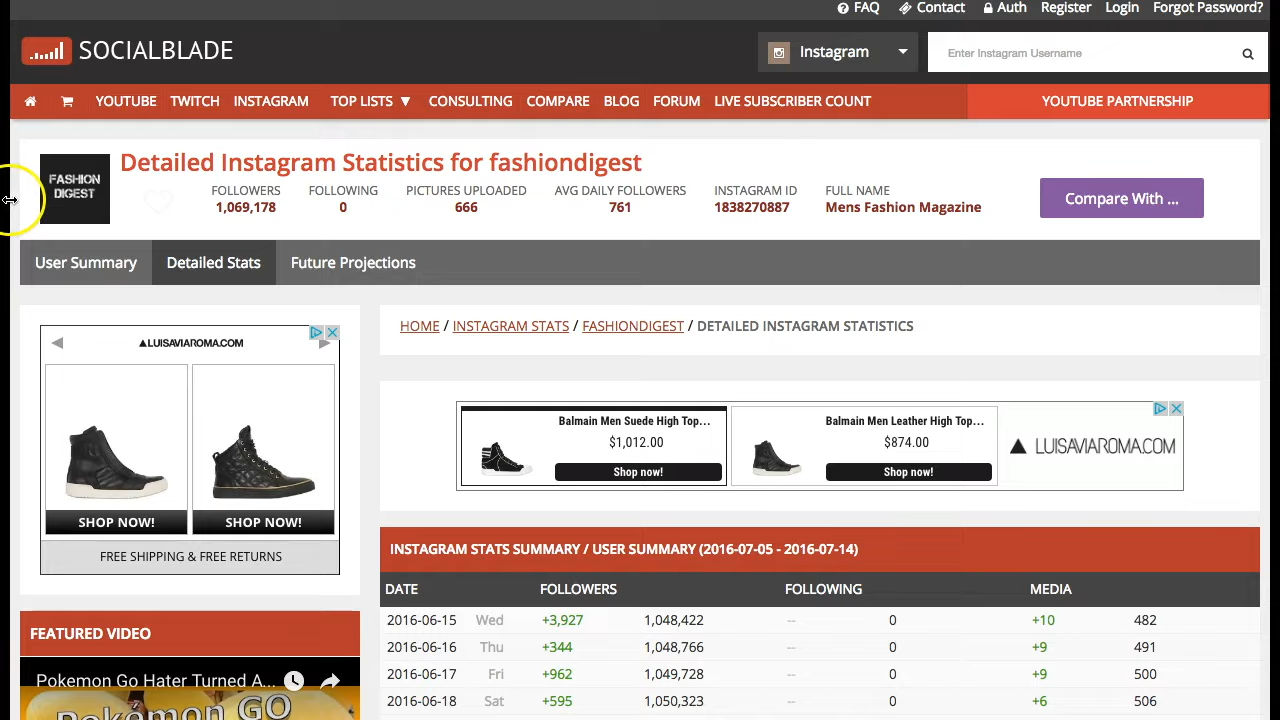 FAQ Contact Auth Register Login Forgot Password?
SOCIALBLADE
Instagram
Enter Instagram Username
YOUTUBE TWITCH INSTAGRAM TOP LISTS ▼ CONSULTING COMPARE BLOG FORUM LIVE SUBSCRIBER COUNT YOUTUBE PARTNERSHIP
FASHION
DIGEST
Detailed Instagram Statistics for fashiondigest
FOLLOWERS FOLLOWING PICTURES UPLOADED AVG DAILY FOLLOWERS INSTAGRAM ID FULL NAME
1,069,178 0 666 761 1838270887 Mens Fashion Magazine
Compare With ...
User Summary Detailed Stats Future Projections
HOME / INSTAGRAM STATS / FASHIONDIGEST / DETAILED INSTAGRAM STATISTICS
LUISAVIAROMA.COM
SHOP NOW! SHOP NOW!
FREE SHIPPING & FREE RETURNS
Balmain Men Suede High Top...
$1,012.00
Shop now!
Balmain Men Leather High Top...
$874.00
Shop now!
LUISAVIAROMA.COM
INSTAGRAM STATS SUMMARY / USER SUMMARY (2016-07-05 - 2016-07-14)
DATE FOLLOWERS FOLLOWING MEDIA
2016-06-15 Wed +3,927 1,048,422 -- 0 +10 482
2016-06-16 Thu +344 1,048,766 -- 0 +9 491
2016-06-17 Fri +962 1,049,728 -- 0 +9 500
2016-06-18 Sat +595 1,050,323 -- 0 +6 506
FEATURED VIDEO
Pokemon Go Hater Turned A...
Pokémon GO